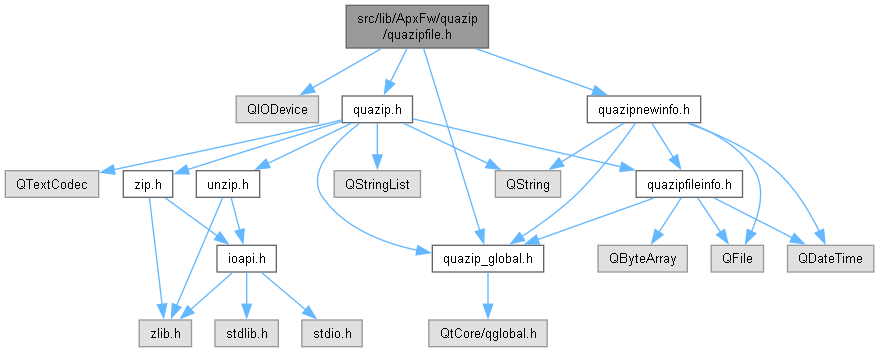 src/lib/ApxFw/quazip
/quazipfile.h
QIODevice
quazip.h
quazipnewinfo.h
QTextCodec
zip.h
unzip.h
QStringList
QString
quazipfileinfo.h
ioapi.h
quazip_global.h
QByteArray
QFile
QDateTime
zlib.h
stdlib.h
stdio.h
QtCore/qglobal.h